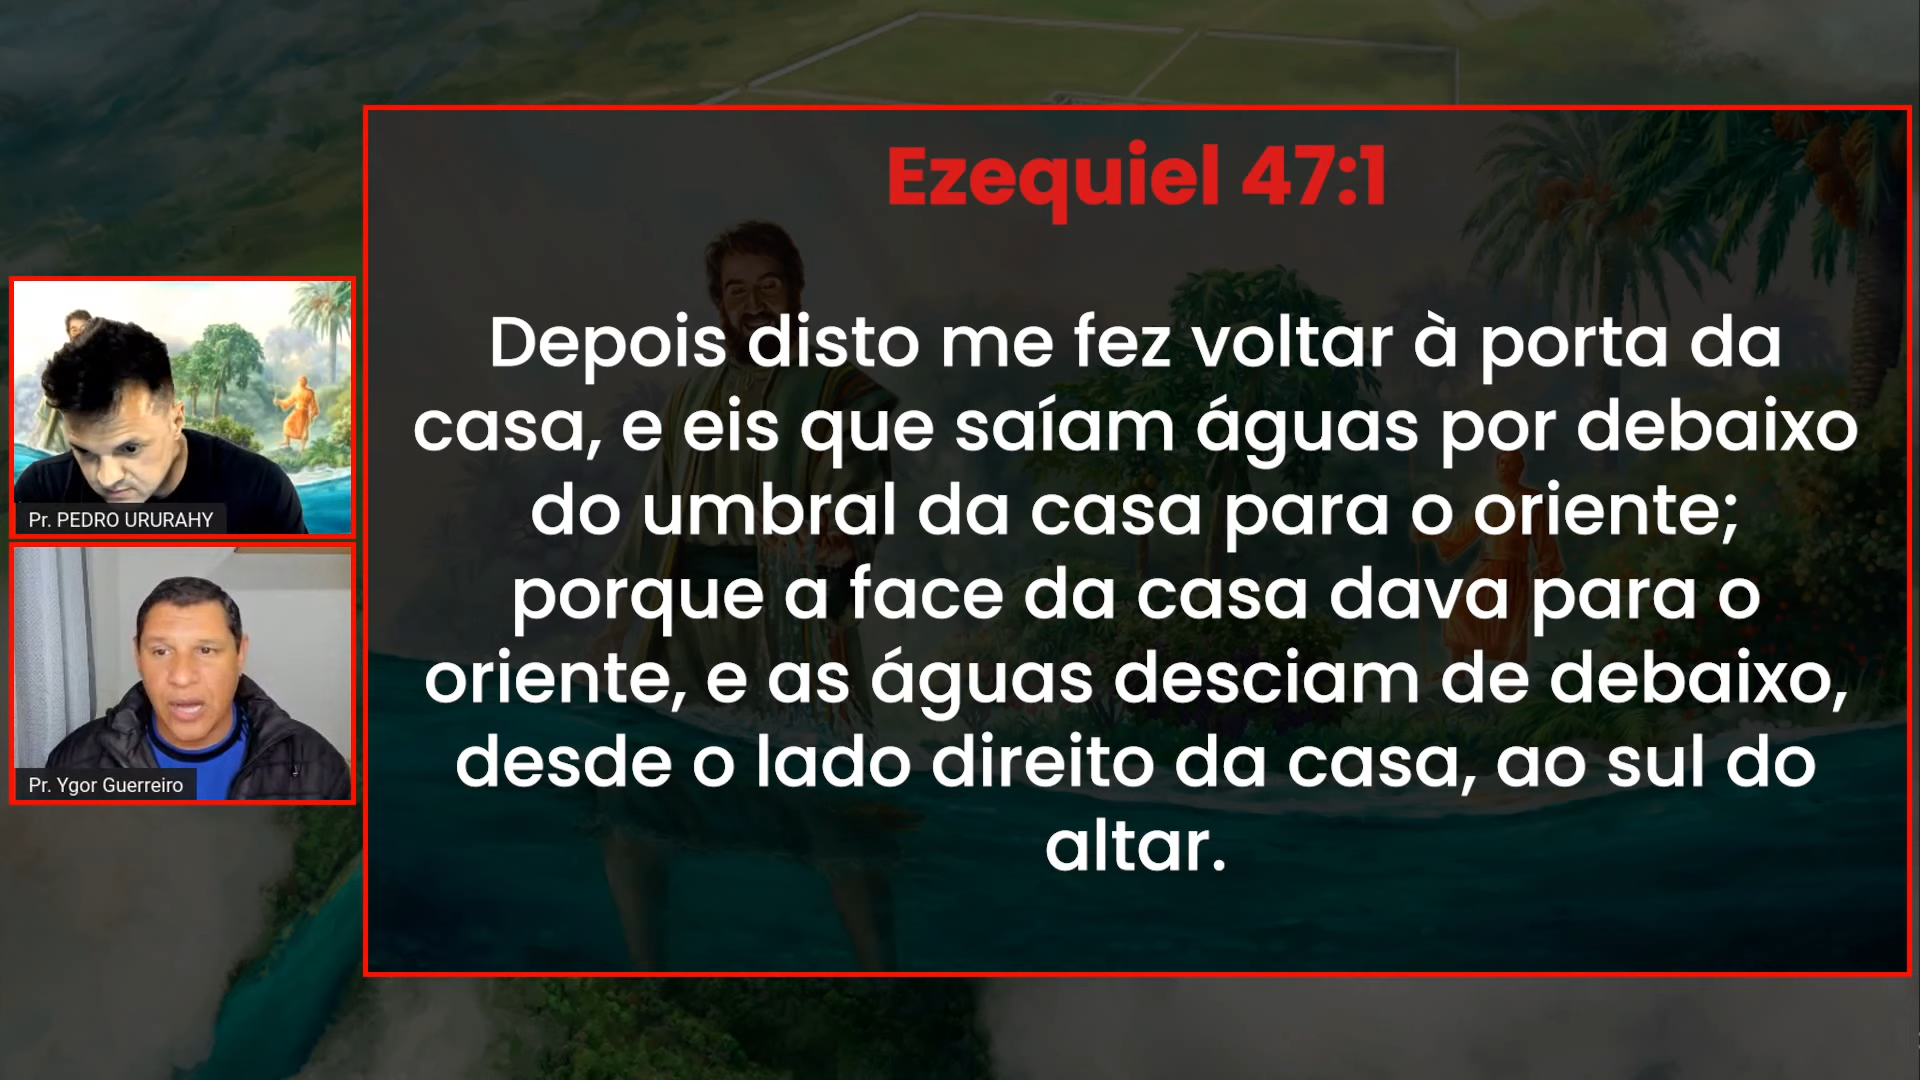 Ezequiel 47:1
Depois disto me fez voltar à porta da
casa, e eis que saíam águas por debaixo
do umbral da casa para o oriente;
porque a face da casa dava para o
oriente, e as águas desciam de debaixo,
desde o lado direito da casa, ao sul do
altar.
Pr. PEDRO URURAHY
Pr. Ygor Guerreiro